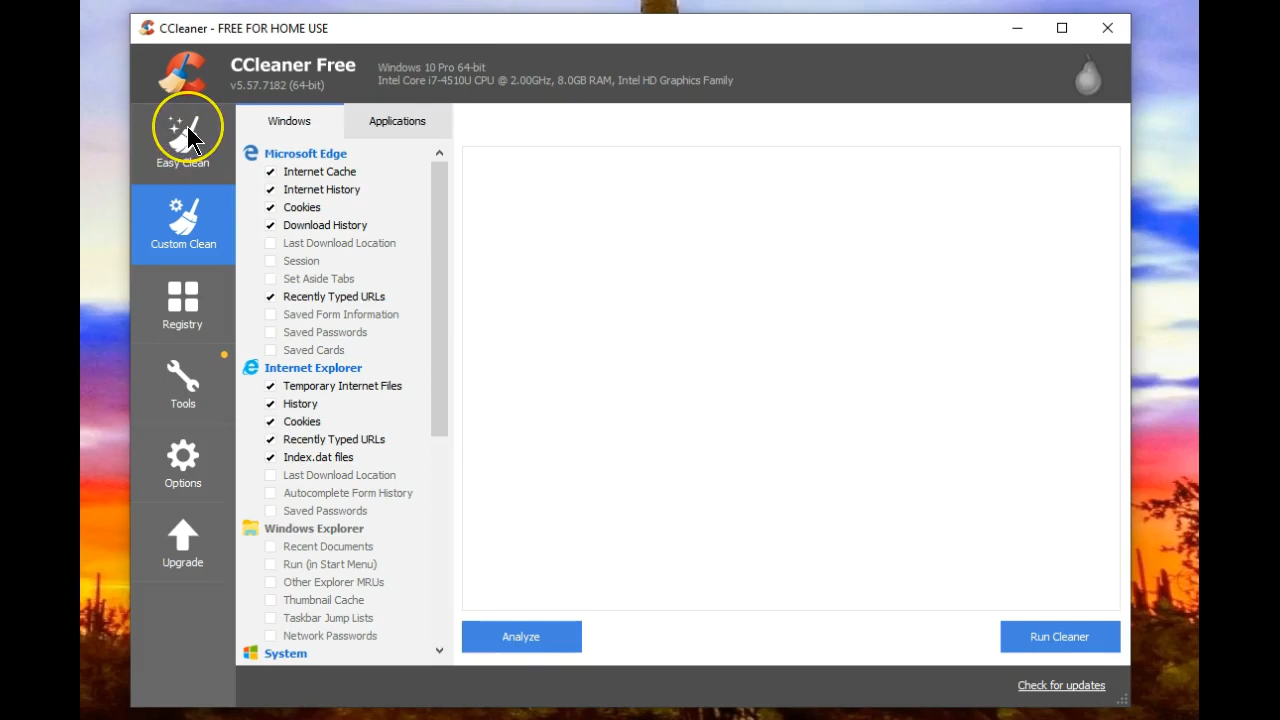 CCleaner - FREE FOR HOME USE
CCleaner Free
v5.57.7182 (64-bit)
Windows 10 Pro 64-bit
Intel Core i7-4510U CPU @ 2.00GHz, 8.0GB RAM, Intel HD Graphics Family
Easy Clean
Custom Clean
Registry
Tools
Options
Upgrade
Windows
Applications
Microsoft Edge
Internet Cache
Internet History
Cookies
Download History
Last Download Location
Session
Set Aside Tabs
Recently Typed URLs
Saved Form Information
Saved Passwords
Saved Cards
Internet Explorer
Temporary Internet Files
History
Cookies
Recently Typed URLs
Index.dat files
Last Download Location
Autocomplete Form History
Saved Passwords
Windows Explorer
Recent Documents
Run (in Start Menu)
Other Explorer MRUs
Thumbnail Cache
Taskbar Jump Lists
Network Passwords
System
Analyze
Run Cleaner
Check for updates